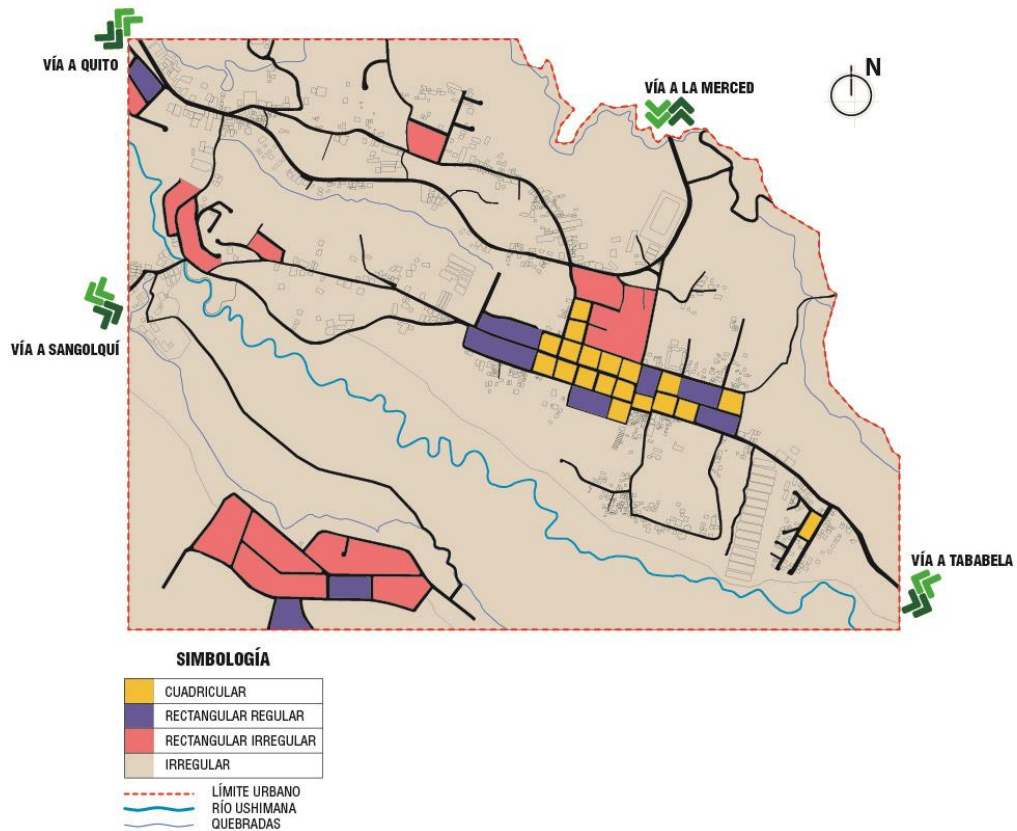 VÍA A QUITO
VÍA A LA MERCED
N
VÍA A SANGOLQUÍ
VÍA A TABABELA
SIMBOLOGÍA
CUADRICULAR
RECTANGULAR REGULAR
RECTANGULAR IRREGULAR
IRREGULAR
LÍMITE URBANO
RÍO USHIMANA
QUEBRADAS